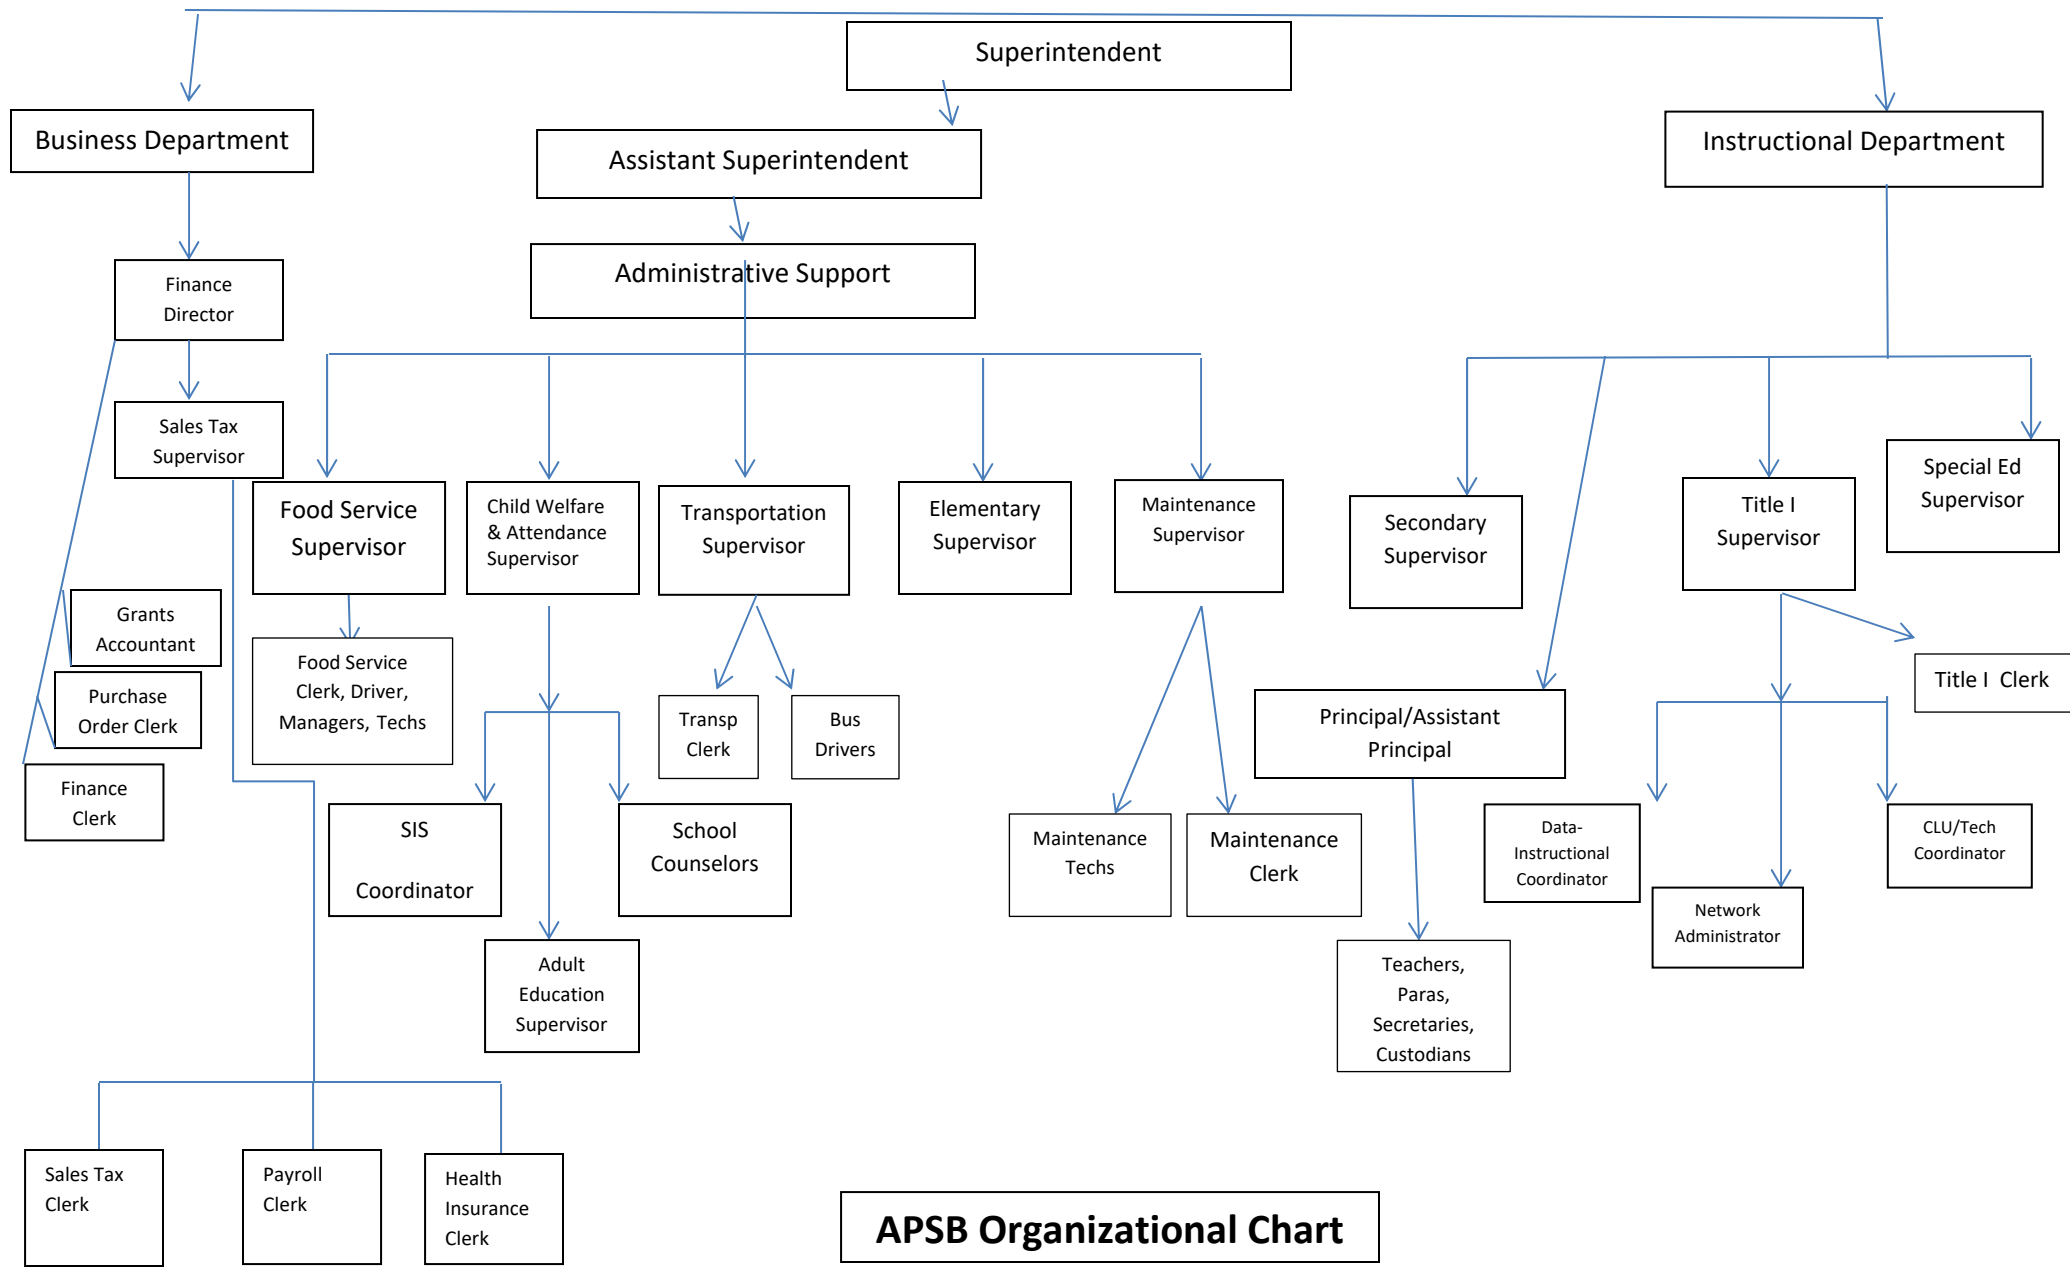 Superintendent
Business Department
Assistant Superintendent
Instructional Department
Administrative Support
Finance
Director
Sales Tax
Supervisor
Food Service
Supervisor
Child Welfare
& Attendance
Supervisor
Transportation
Supervisor
Elementary
Supervisor
Maintenance
Supervisor
Secondary
Supervisor
Title I
Supervisor
Special Ed
Supervisor
Grants
Accountant
Purchase
Order Clerk
Finance
Clerk
Food Service
Clerk, Driver,
Managers, Techs
Transp
Clerk
Bus
Drivers
Principal/Assistant
Principal
Title I  Clerk
SIS
Coordinator
School
Counselors
Maintenance
Techs
Maintenance
Clerk
Data-
Instructional
Coordinator
CLU/Tech
Coordinator
Network
Administrator
Adult
Education
Supervisor
Teachers,
Paras,
Secretaries,
Custodians
Sales Tax
Clerk
Payroll
Clerk
Health
Insurance
Clerk
APSB Organizational Chart